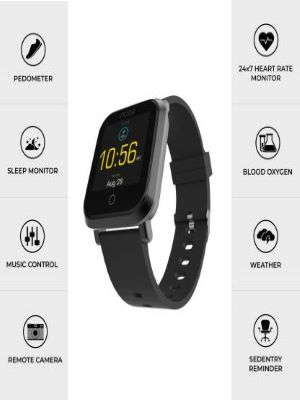 PEDOMETER
SLEEP MONITOR
MUSIC CONTROL
REMOTE CAMERA
noise
10:56
Aug 29
24x7 HEART RATE
MONITOR
BLOOD OXYGEN
WEATHER
SEDENTRY
REMINDER